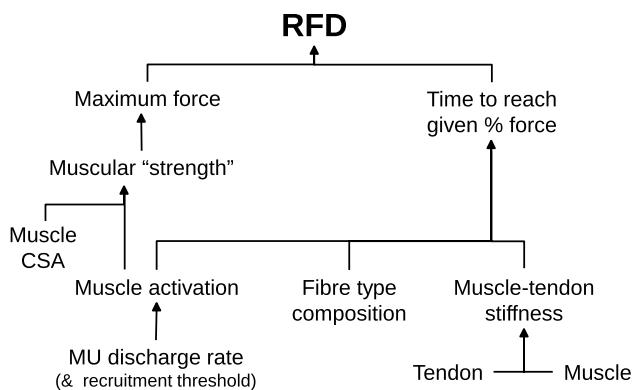 RFD
Maximum force
Time to reach
given % force
Muscular “strength”
Muscle
CSA
Muscle activation
Fibre type
composition
Muscle-tendon
stiffness
MU discharge rate
(& recruitment threshold)
Tendon
Muscle